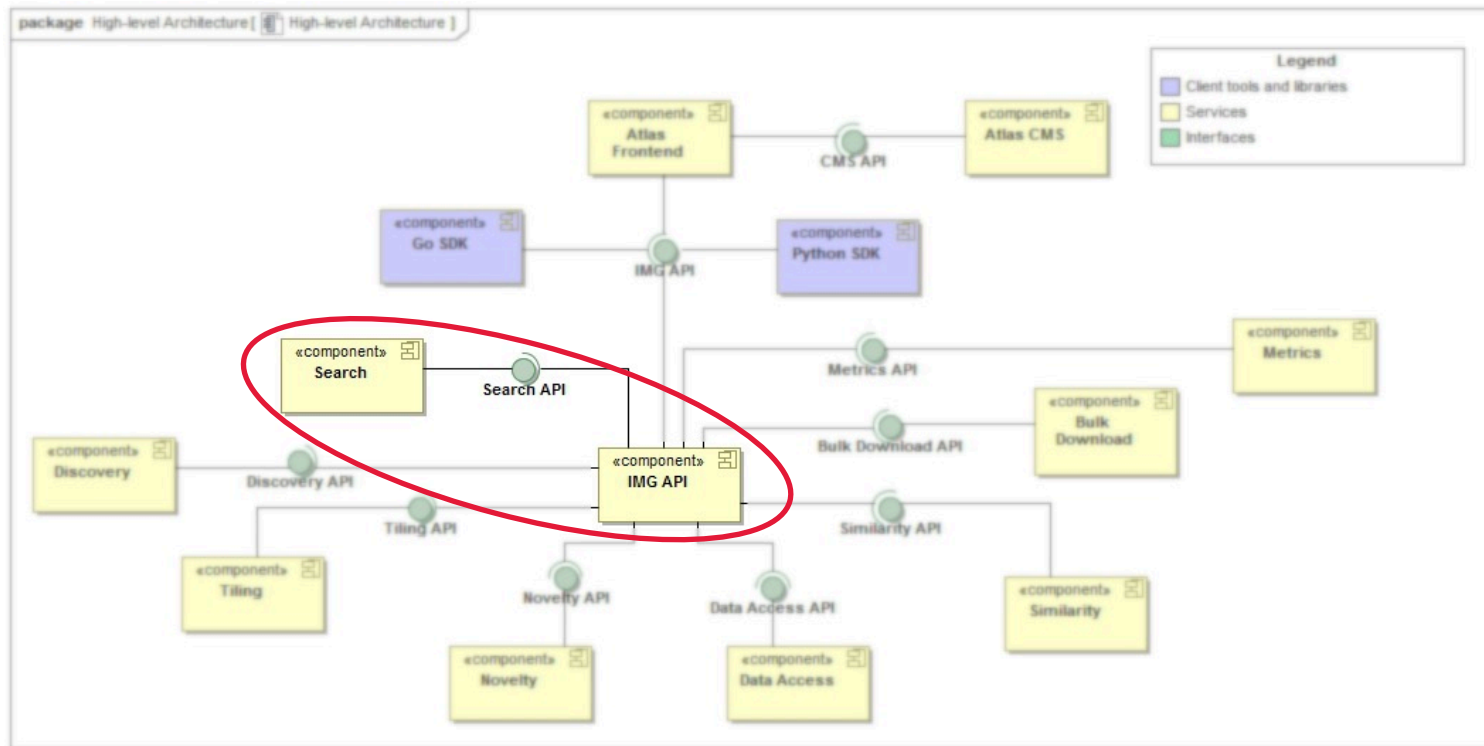 package High-level Architecture [ High-level Architecture ]
Legend
Client tools and libraries
Services
Interfaces
«component»
Atlas
Frontend
CMS API
«component»
Atlas CMS
«component»
Go SDK
IMG API
«component»
Python SDK
«component»
Search
Search API
Metrics API
«component»
Metrics
Bulk Download API
«component»
Bulk
Download
«component»
Discovery
Discovery API
«component»
IMG API
Tiling API
Similarity API
«component»
Tiling
Novelty API
Data Access API
«component»
Similarity
«component»
Novelty
«component»
Data Access